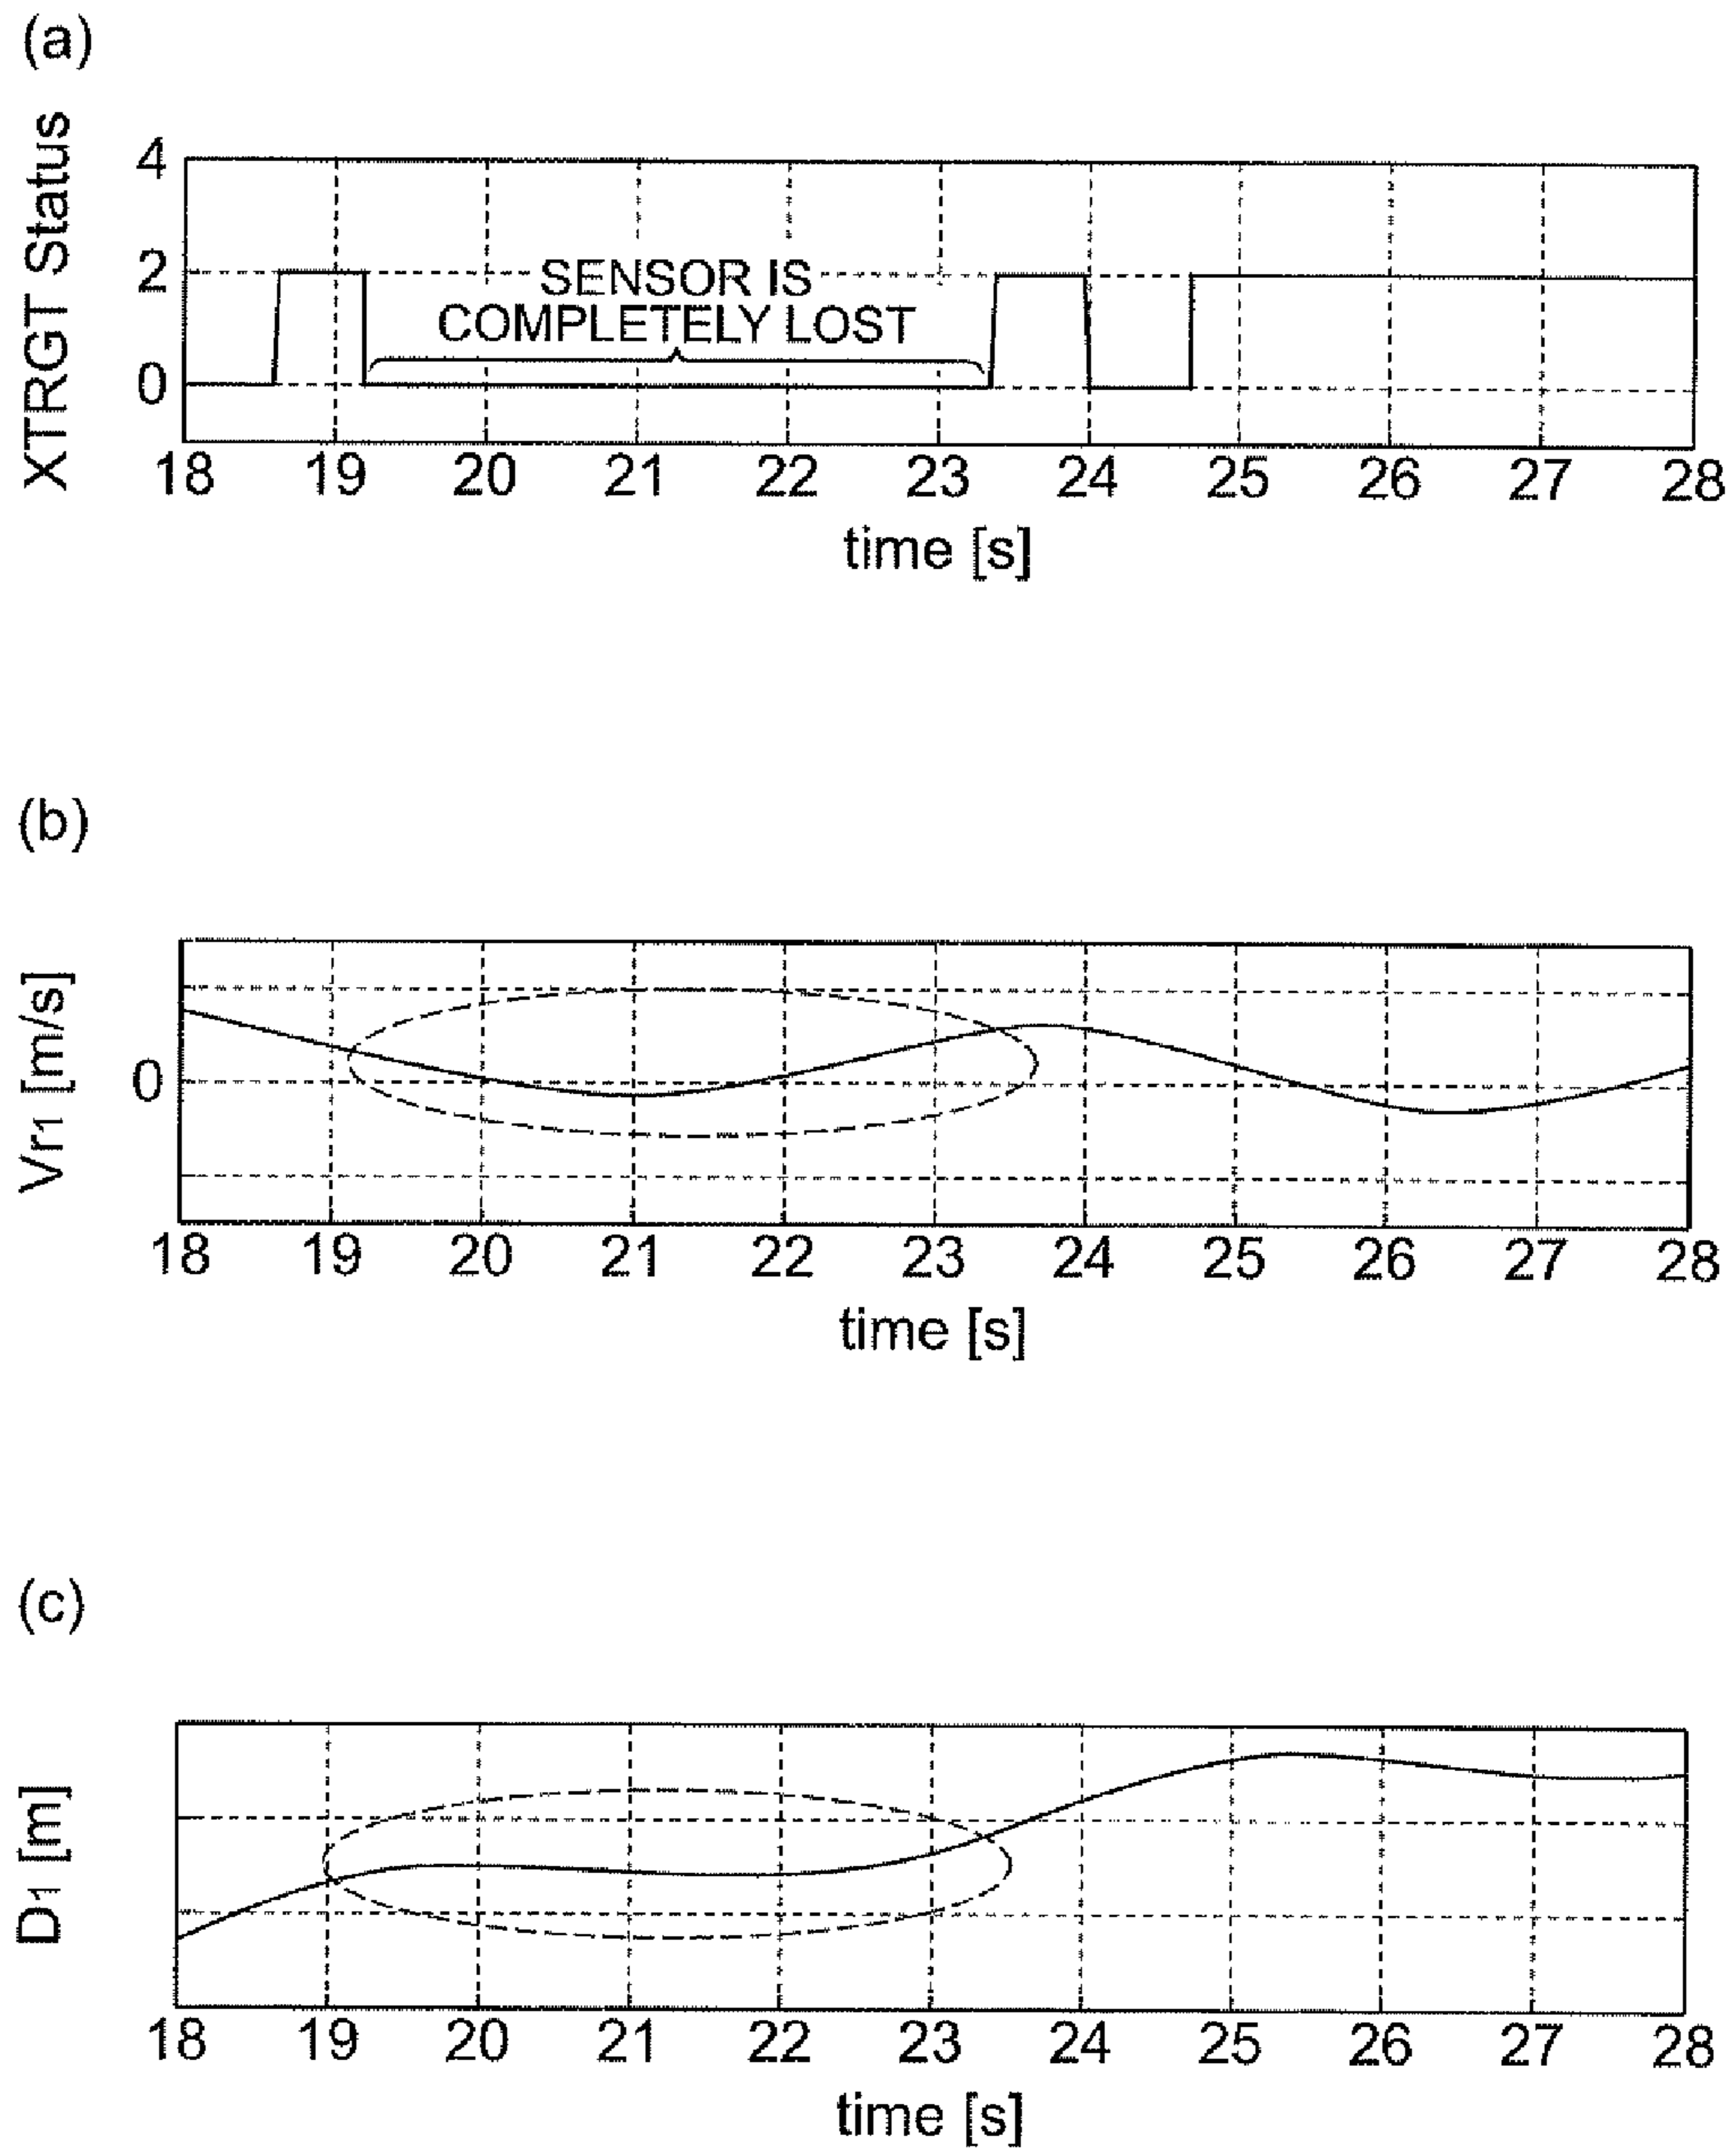 (a)
XTRGT Status
4
2
0
SENSOR IS
COMPLETELY LOST
18 19 20 21 22 23 24 25 26 27 28
time [s]
(b)
Vr1 [m/s]
0
18 19 20 21 22 23 24 25 26 27 28
time [s]
(c)
D1 [m]
18 19 20 21 22 23 24 25 26 27 28
time [s]